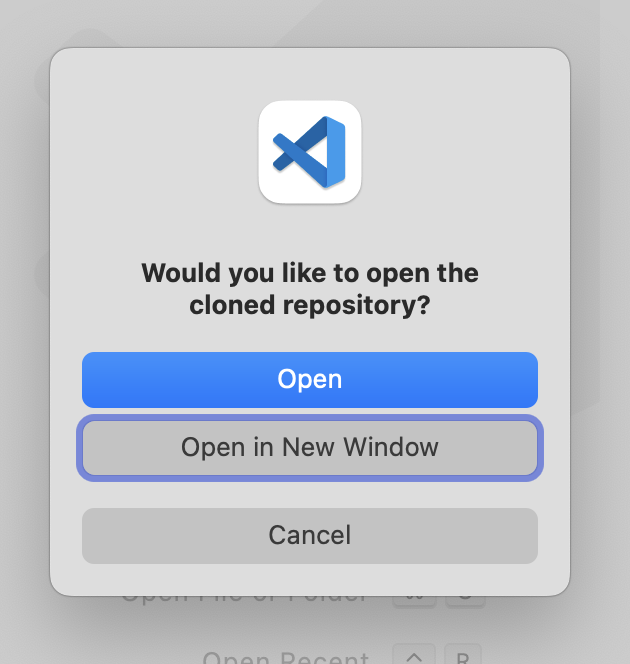 Would you like to open the
cloned repository?
Open
Open in New Window
Cancel
Open File or Folder
Open Recent ^ R